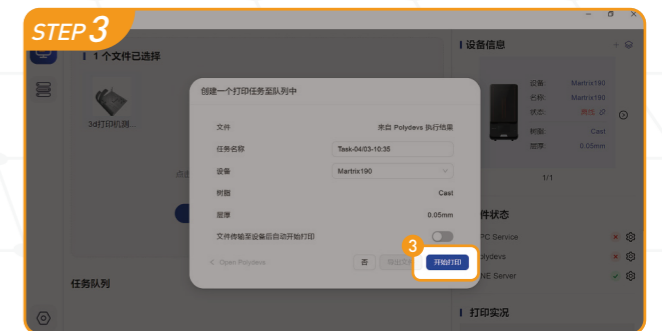 STEP 3
1 个文件已选择
3d打印机测...
任务队列
创建一个打印任务至队列中
文件
来自 Polydevs 执行结果
任务名称
Task-04/03-10:35
设备
Martrix190
树脂
Cast
层厚
0.05mm
文件传输至设备后自动开始打印
< Open Polydevs
否
3
开始打印
设备信息
设备:
Martrix190
名称:
Martrix190
状态:
树脂:
Cast
层厚:
0.05mm
1/1
件状态
PC Service
olydevs
NE Server
打印实况